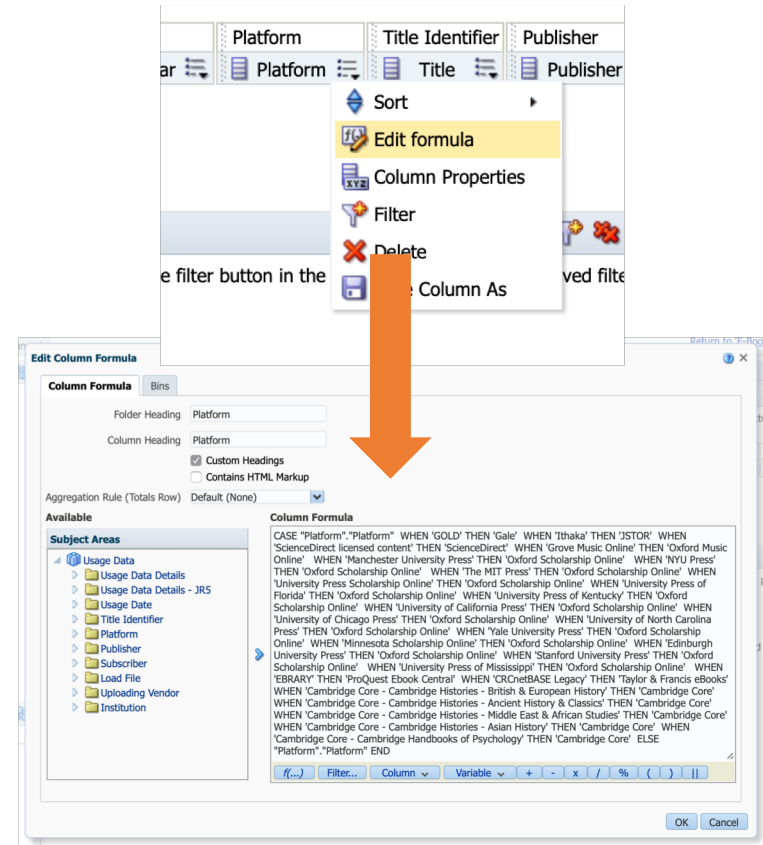 Platform Title Identifier Publisher
ar Platform Title Publisher
Sort
Edit formula
XYZ
Column Properties
Filter
Delete
e filter button in the ved filte
Column As
Return to 'E-Boo
Edit Column Formula
Column Formula Bins
Folder Heading Platform
Column Heading Platform
Custom Headings
Contains HTML Markup
Aggregation Rule (Totals Row) Default (None)
Available
Subject Areas
Usage Data
Usage Data Details
Usage Data Details - JR5
Usage Date
Title Identifier
Platform
Publisher
Subscriber
Load File
Uploading Vendor
Institution
Column Formula
CASE "Platform"."Platform" WHEN 'GOLD' THEN 'Gale' WHEN 'Ithaka' THEN 'JSTOR' WHEN
'ScienceDirect licensed content' THEN 'ScienceDirect' WHEN 'Grove Music Online' THEN 'Oxford Music
Online' WHEN 'Manchester University Press' THEN 'Oxford Scholarship Online' WHEN 'NYU Press'
THEN 'Oxford Scholarship Online' WHEN 'The MIT Press' THEN 'Oxford Scholarship Online' WHEN
'University Press Scholarship Online' THEN 'Oxford Scholarship Online' WHEN 'University Press of
Florida' THEN 'Oxford Scholarship Online' WHEN 'University Press of Kentucky' THEN 'Oxford
Scholarship Online' WHEN 'University of California Press' THEN 'Oxford Scholarship Online' WHEN
'University of Chicago Press' THEN 'Oxford Scholarship Online' WHEN 'University of North Carolina
Press' THEN 'Oxford Scholarship Online' WHEN 'Yale University Press' THEN 'Oxford Scholarship
Online' WHEN 'Minnesota Scholarship Online' THEN 'Oxford Scholarship Online' WHEN 'Edinburgh
University Press' THEN 'Oxford Scholarship Online' WHEN 'Stanford University Press' THEN 'Oxford
Scholarship Online' WHEN 'University Press of Mississippi' THEN 'Oxford Scholarship Online' WHEN
'EBRARY' THEN 'ProQuest Ebook Central' WHEN 'CRCnetBASE Legacy' THEN 'Taylor & Francis eBooks'
WHEN 'Cambridge Core - Cambridge Histories - British & European History' THEN 'Cambridge Core'
WHEN 'Cambridge Core - Cambridge Histories - Ancient History & Classics' THEN 'Cambridge Core'
WHEN 'Cambridge Core - Cambridge Histories - Middle East & African Studies' THEN 'Cambridge Core'
WHEN 'Cambridge Core - Cambridge Histories - Asian History' THEN 'Cambridge Core' WHEN
'Cambridge Core - Cambridge Handbooks of Psychology' THEN 'Cambridge Core' ELSE
"Platform"."Platform" END
f(...) Filter... Column Variable + - x / % ( ) ||
OK Cancel